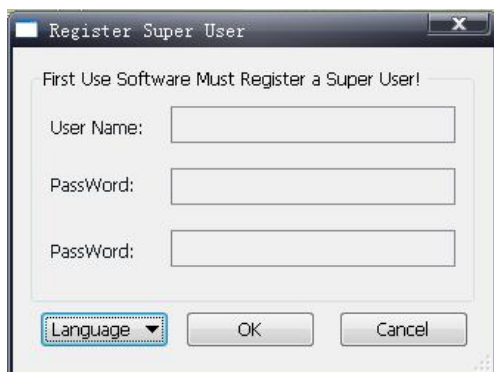 Register Super User
First Use Software Must Register a Super User!
User Name:
PassWord:
PassWord:
Language OK Cancel